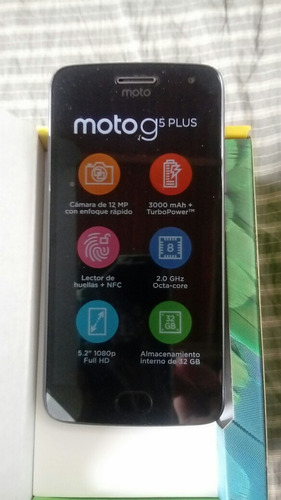 moto
moto g5 PLUS
Cámara de 12 MP
con enfoque rápido
3000 mAh +
TurboPower™
Lector de
huellas + NFC
8
2.0 GHz
Octa-core
5.2" 1080p
Full HD
32
GB
Almacenamiento
interno de 32 GB